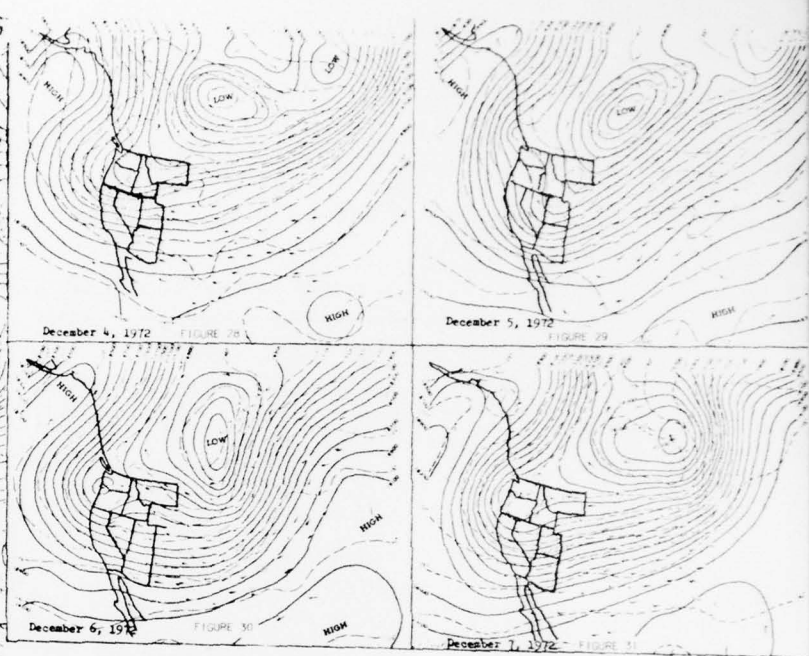 LOW
HIGH
LOW
HIGH
December 4, 1972 FIGURE 28
HIGH
LOW
HIGH
December 5, 1972
FIGURE 29
HIGH
LOW
HIGH
HIGH
December 6, 1972 FIGURE 30
L
December 7, 1972 FIGURE 31